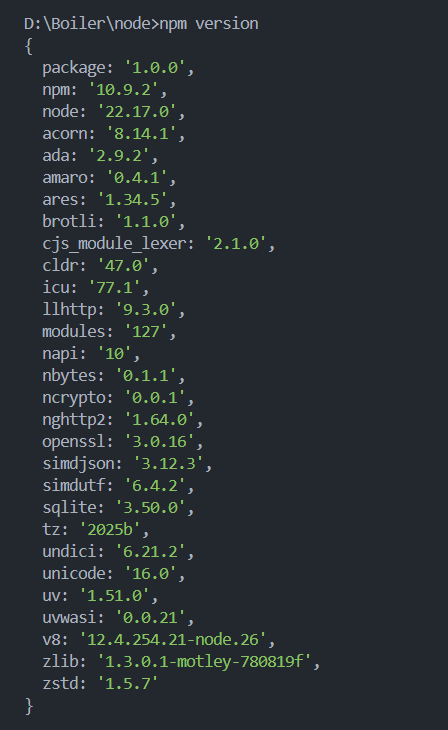 D:\Boiler\node>npm version
{
  package: '1.0.0',
  npm: '10.9.2',
  node: '22.17.0',
  acorn: '8.14.1',
  ada: '2.9.2',
  amaro: '0.4.1',
  ares: '1.34.5',
  brotli: '1.1.0',
  cjs_module_lexer: '2.1.0',
  cldr: '47.0',
  icu: '77.1',
  llhttp: '9.3.0',
  modules: '127',
  napi: '10',
  nbytes: '0.1.1',
  ncrypto: '0.0.1',
  nghttp2: '1.64.0',
  openssl: '3.0.16',
  simdjson: '3.12.3',
  simdutf: '6.4.2',
  sqlite: '3.50.0',
  tz: '2025b',
  undici: '6.21.2',
  unicode: '16.0',
  uv: '1.51.0',
  uvwasi: '0.0.21',
  v8: '12.4.254.21-node.26',
  zlib: '1.3.0.1-motley-780819f',
  zstd: '1.5.7'
}